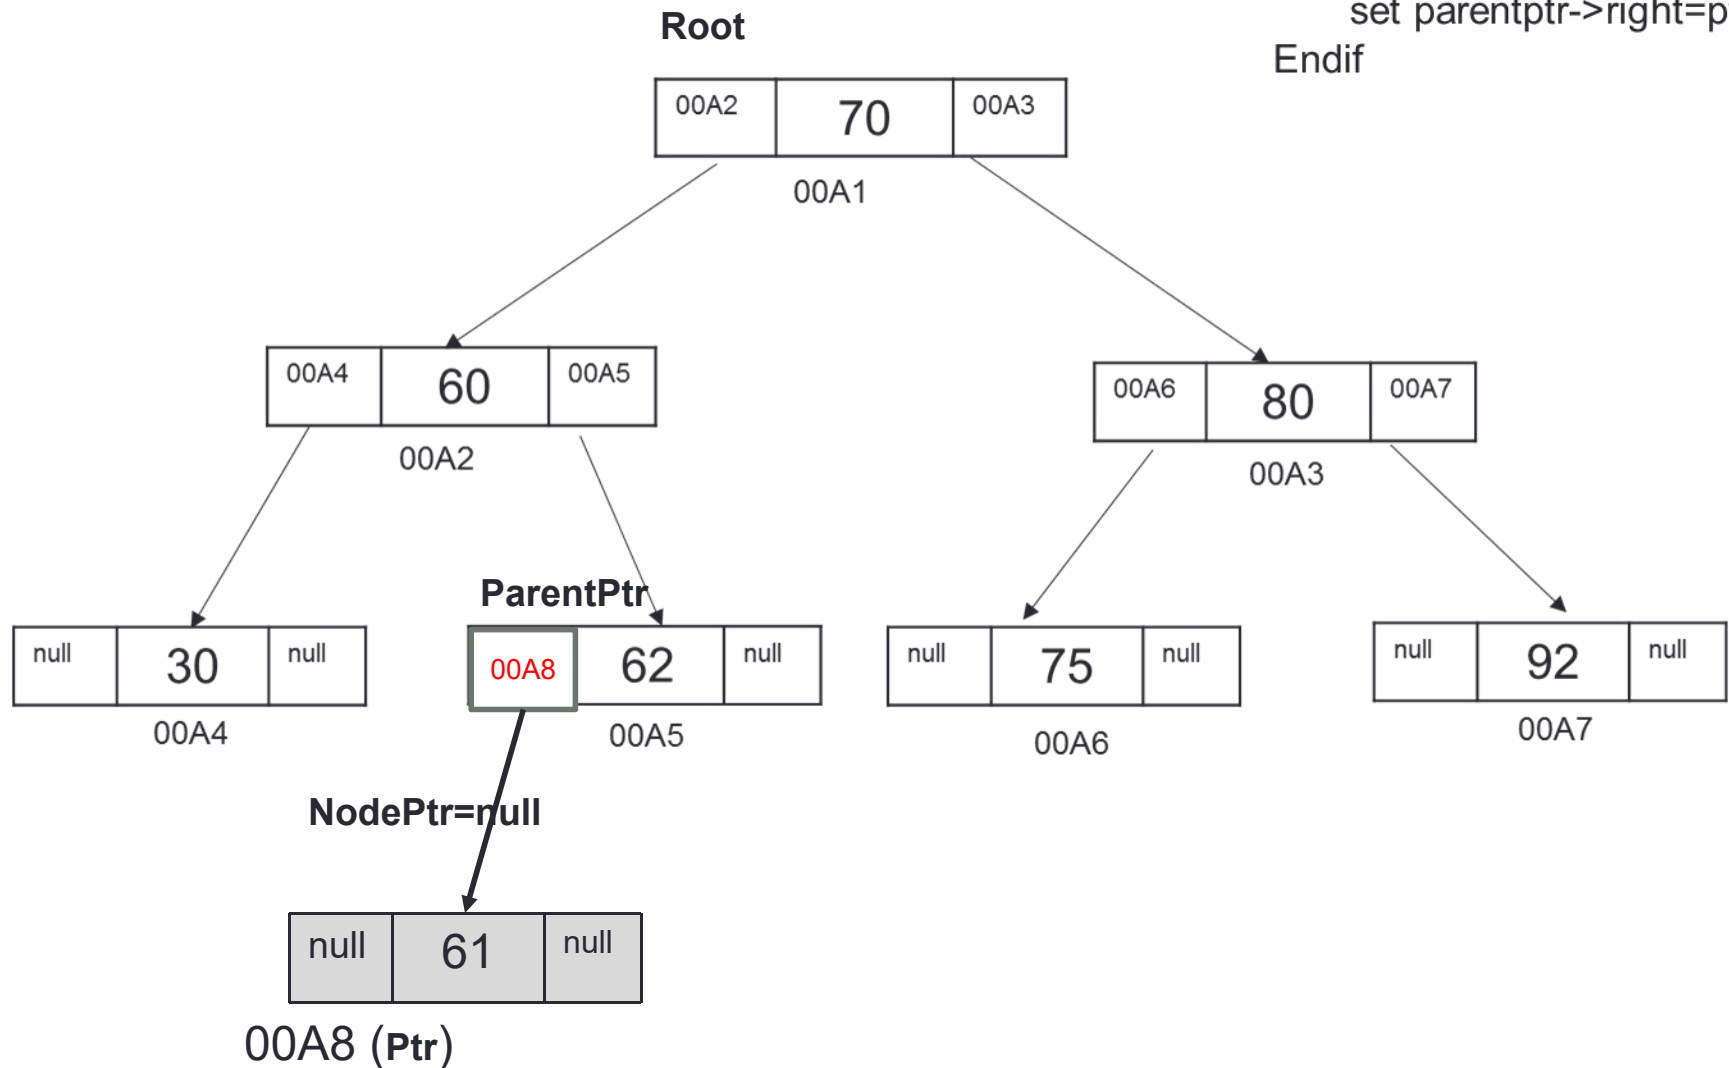 set parentptr->right=p
Endif
Root
00A2 70 00A3
00A1
00A4 60 00A5
00A2
00A6 80 00A7
00A3
ParentPtr
null 30 null
00A4
00A8 62 null
00A5
null 75 null
00A6
null 92 null
00A7
NodePtr=null
null 61 null
00A8 (Ptr)